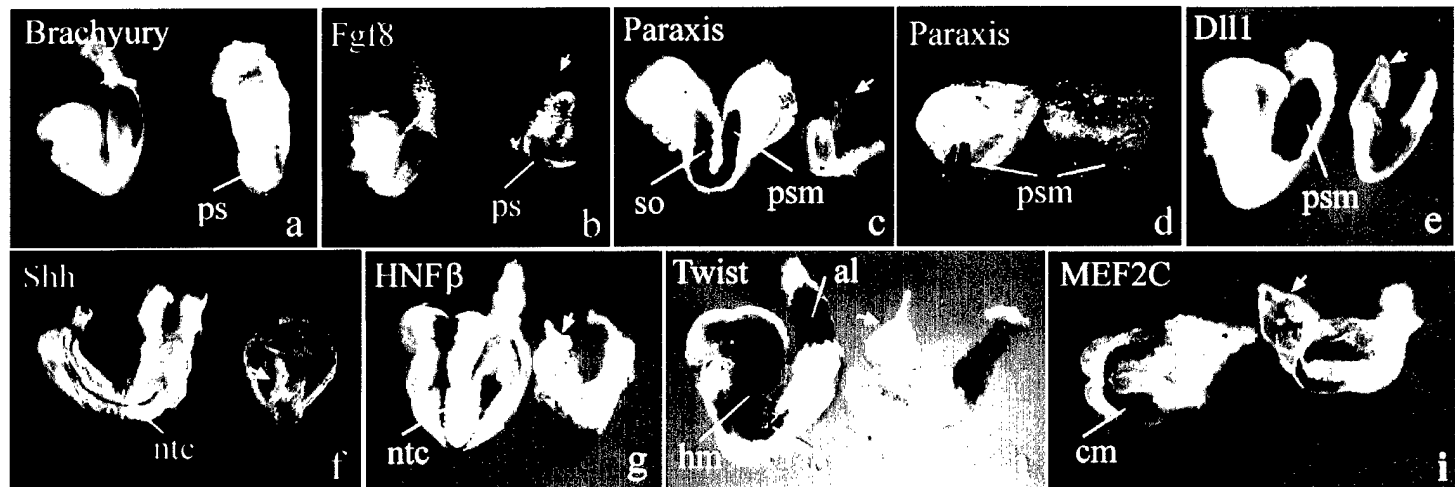 Brachyury
ps
a
Fgf8
ps
b
Paraxis
so
psm
c
Paraxis
psm
d
Dll1
psm
e
Shh
ntc
f
HNFβ
ntc
g
Twist
al
hm
MEF2C
cm
i